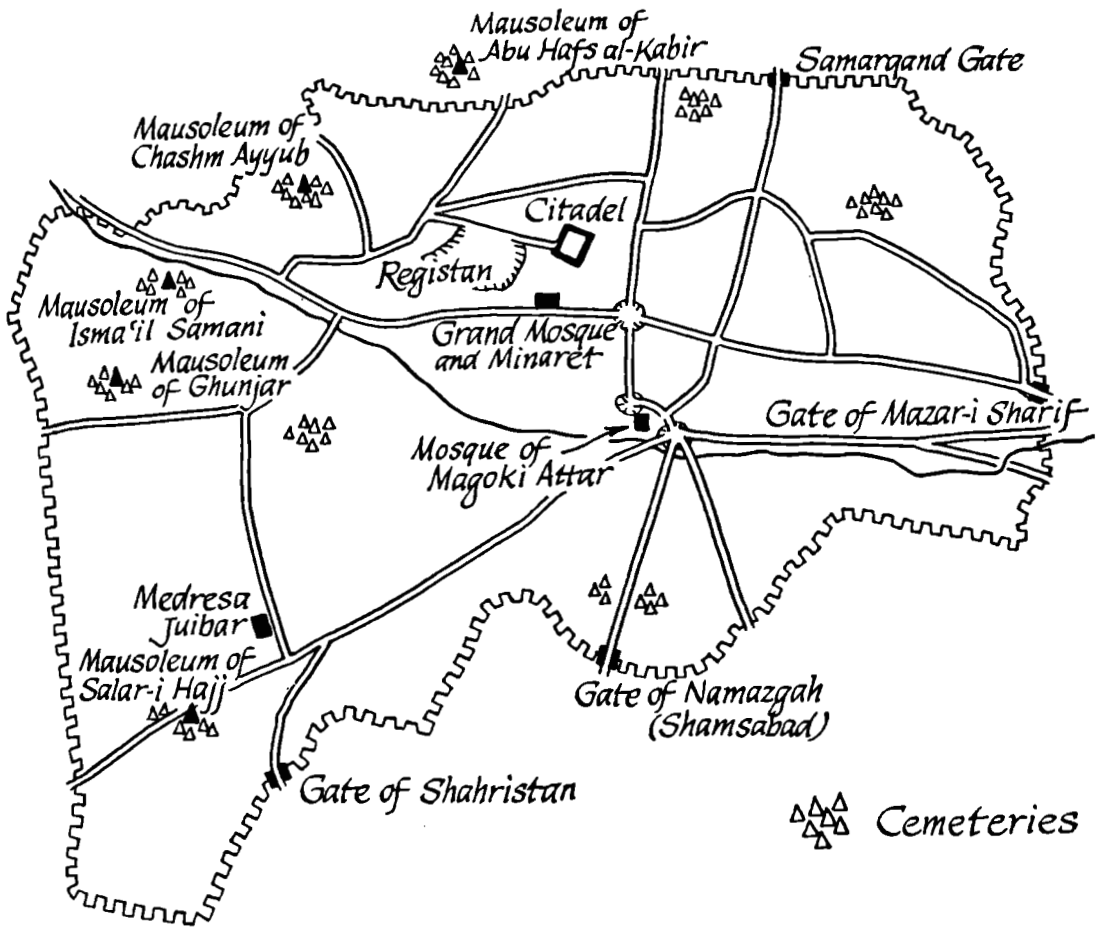 Mausoleum of
Abu Hafs al-Kabir
Samarqand Gate
Mausoleum of
Chashm Ayyub
Citadel
Registan
Mausoleum of
Isma'il Samani
Grand Mosque
and Minaret
Mausoleum
of Ghunjar
Gate of Mazar-i Sharif
Mosque of
Magoki Attar
Medresa
Juibar
Mausoleum of
Salar-i Hajj
Gate of Namazgah
(Shamsabad)
Gate of Shahristan
Cemeteries